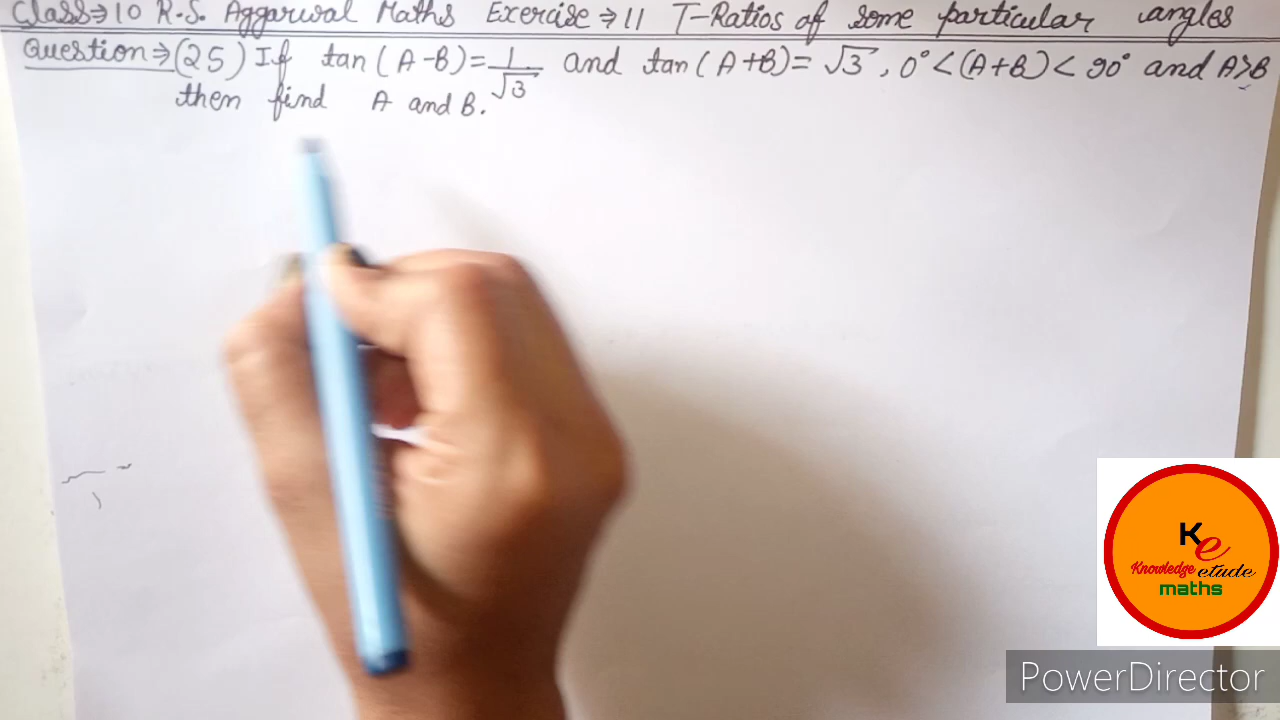 Class⇒10 R.S. Aggarwal Maths Exercise⇒11 T-Ratios of some particular angles
Question⇒(25) If tan(A-B)=1/√3 and tan(A+B)=√3, 0°<(A+B)<90° and A>B
then find A and B.
Ke
Knowledge etude
maths
PowerDirector